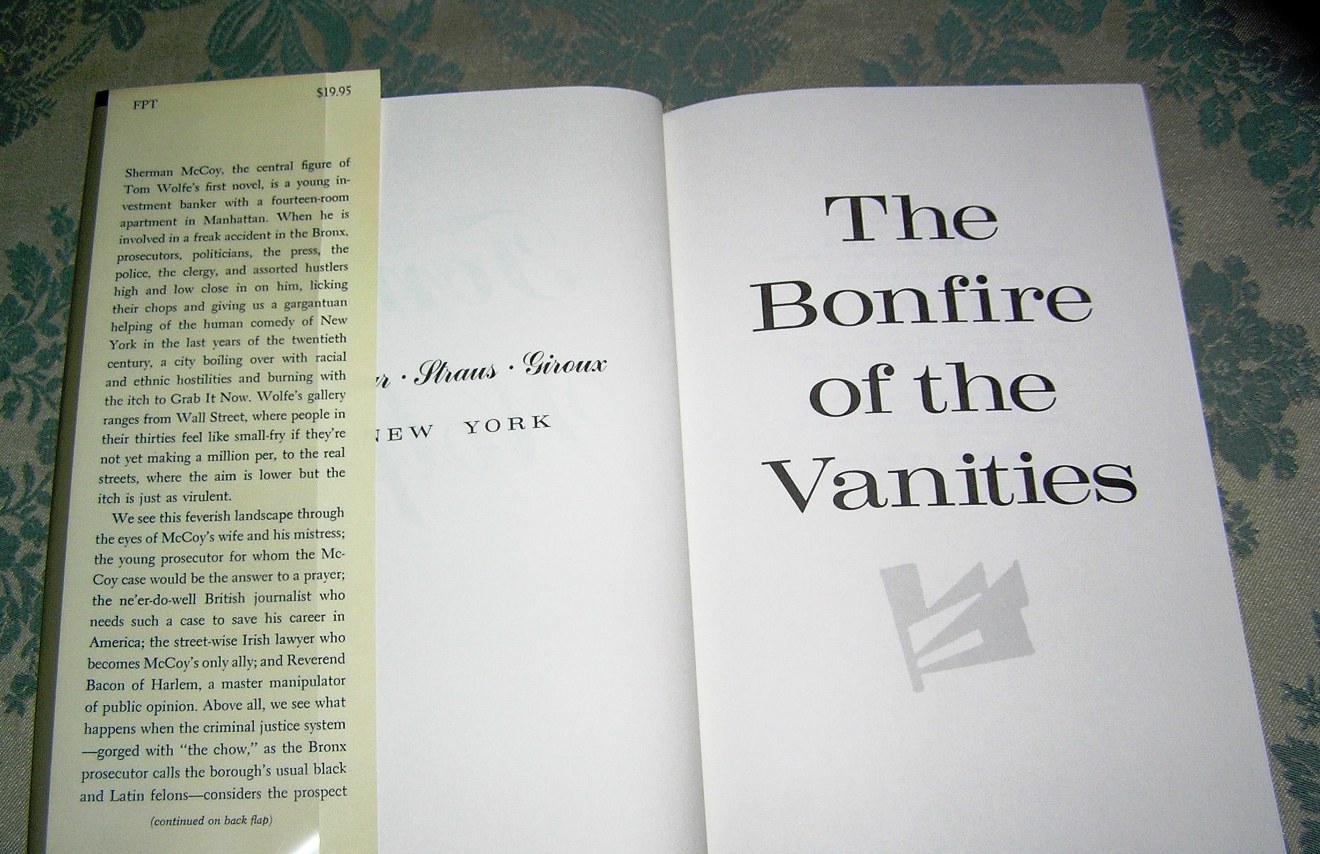 FPT
$19.95
Sherman McCoy, the central figure of
Tom Wolfe's first novel, is a young in-
vestment banker with a fourteen-room
apartment in Manhattan. When he is
involved in a freak accident in the Bronx,
prosecutors, politicians, the press, the
police, the clergy, and assorted hustlers
high and low close in on him, licking
their chops and giving us a gargantuan
helping of the human comedy of New
York in the last years of the twentieth
century, a city boiling over with racial
and ethnic hostilities and burning with
the itch to Grab It Now. Wolfe's gallery
ranges from Wall Street, where people in
their thirties feel like small-fry if they're
not yet making a million per, to the real
streets, where the aim is lower but the
itch is just as virulent.
We see this feverish landscape through
the eyes of McCoy's wife and his mistress;
the young prosecutor for whom the Mc-
Coy case would be the answer to a prayer;
the ne'er-do-well British journalist who
needs such a case to save his career in
America; the street-wise Irish lawyer who
becomes McCoy's only ally; and Reverend
Bacon of Harlem, a master manipulator
of public opinion. Above all, we see what
happens when the criminal justice system
—gorged with "the chow," as the Bronx
prosecutor calls the borough's usual black
and Latin felons—considers the prospect
(continued on back flap)
· Straus · Giroux
NEW YORK
The
Bonfire
of the
Vanities